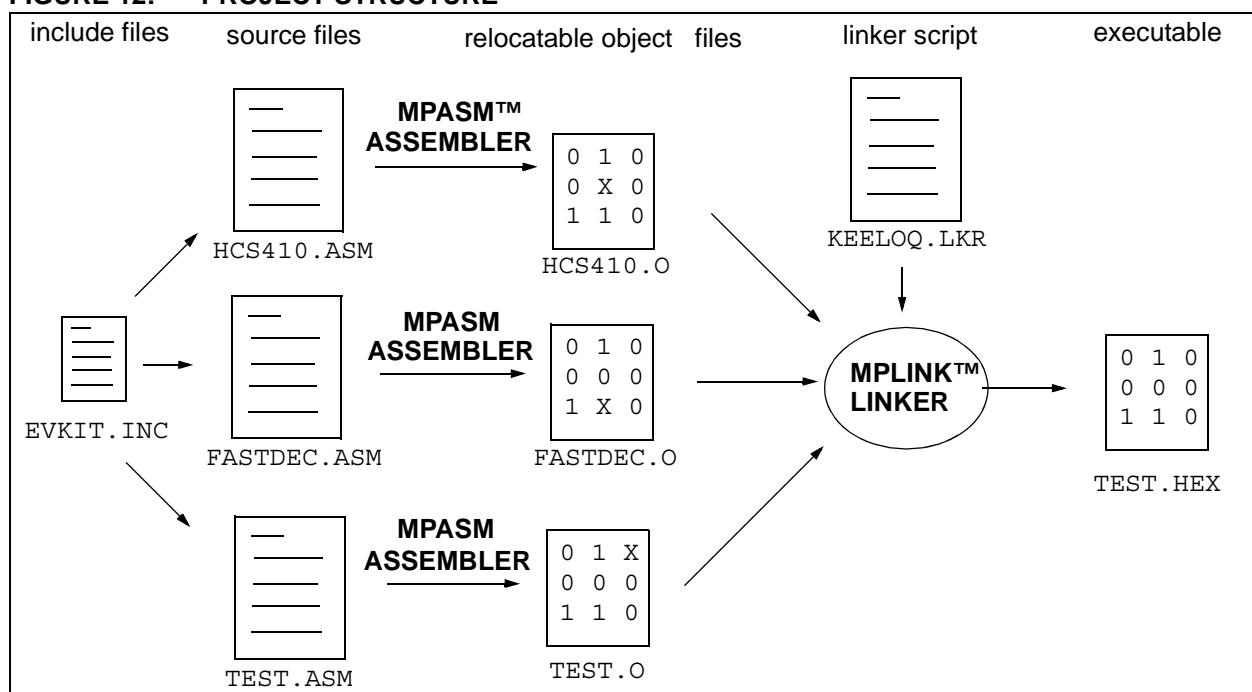 FIGURE 12: PROJECT STRUCTURE
include files
source files
relocatable object files
linker script
executable
MPASM™
ASSEMBLER
0 1 0
0 X 0
1 1 0
HCS410.ASM
HCS410.O
KEELOQ.LKR
MPASM
ASSEMBLER
0 1 0
0 0 0
1 X 0
EVKIT.INC
FASTDEC.ASM
FASTDEC.O
MPLINK™
LINKER
0 1 0
0 0 0
1 1 0
TEST.HEX
MPASM
ASSEMBLER
0 1 X
0 0 0
1 1 0
TEST.ASM
TEST.O